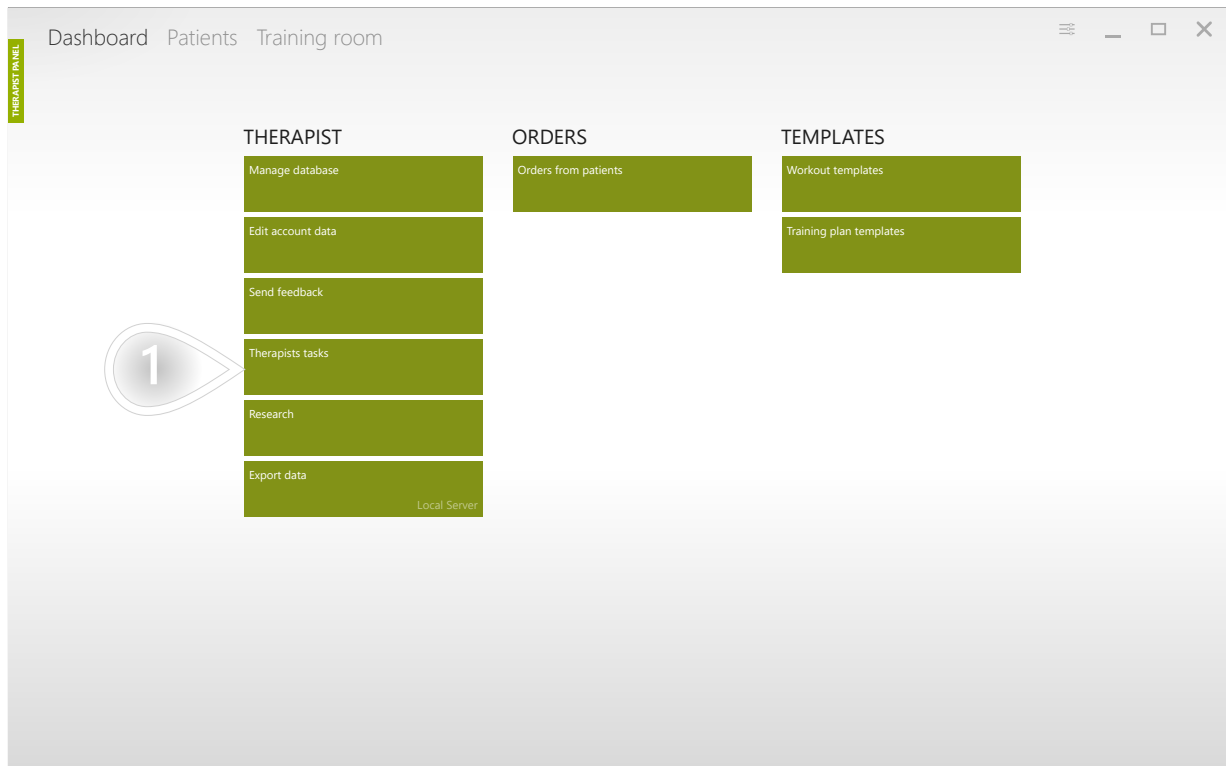 Dashboard Patients Training room
THERAPIST PANEL
THERAPIST
Manage database
Edit account data
Send feedback
1
Therapists tasks
Research
Export data
Local Server
ORDERS
Orders from patients
TEMPLATES
Workout templates
Training plan templates